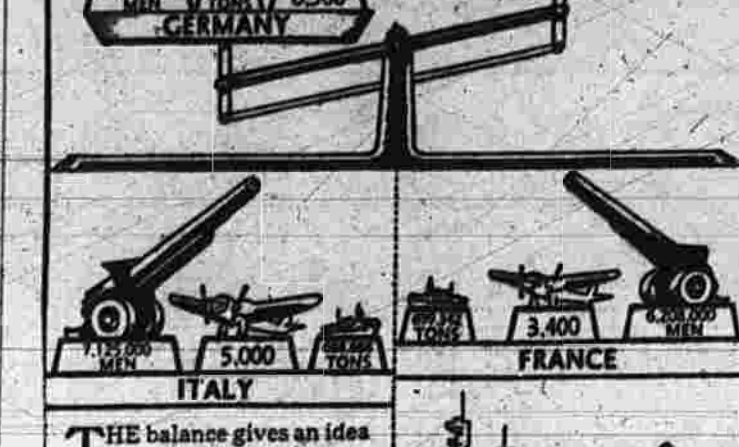 MEN TONS
GERMANY
7.125.000
MEN
5.000
TONS
ITALY
TONS
3.400
6.208.000
MEN
FRANCE
THE balance gives an idea